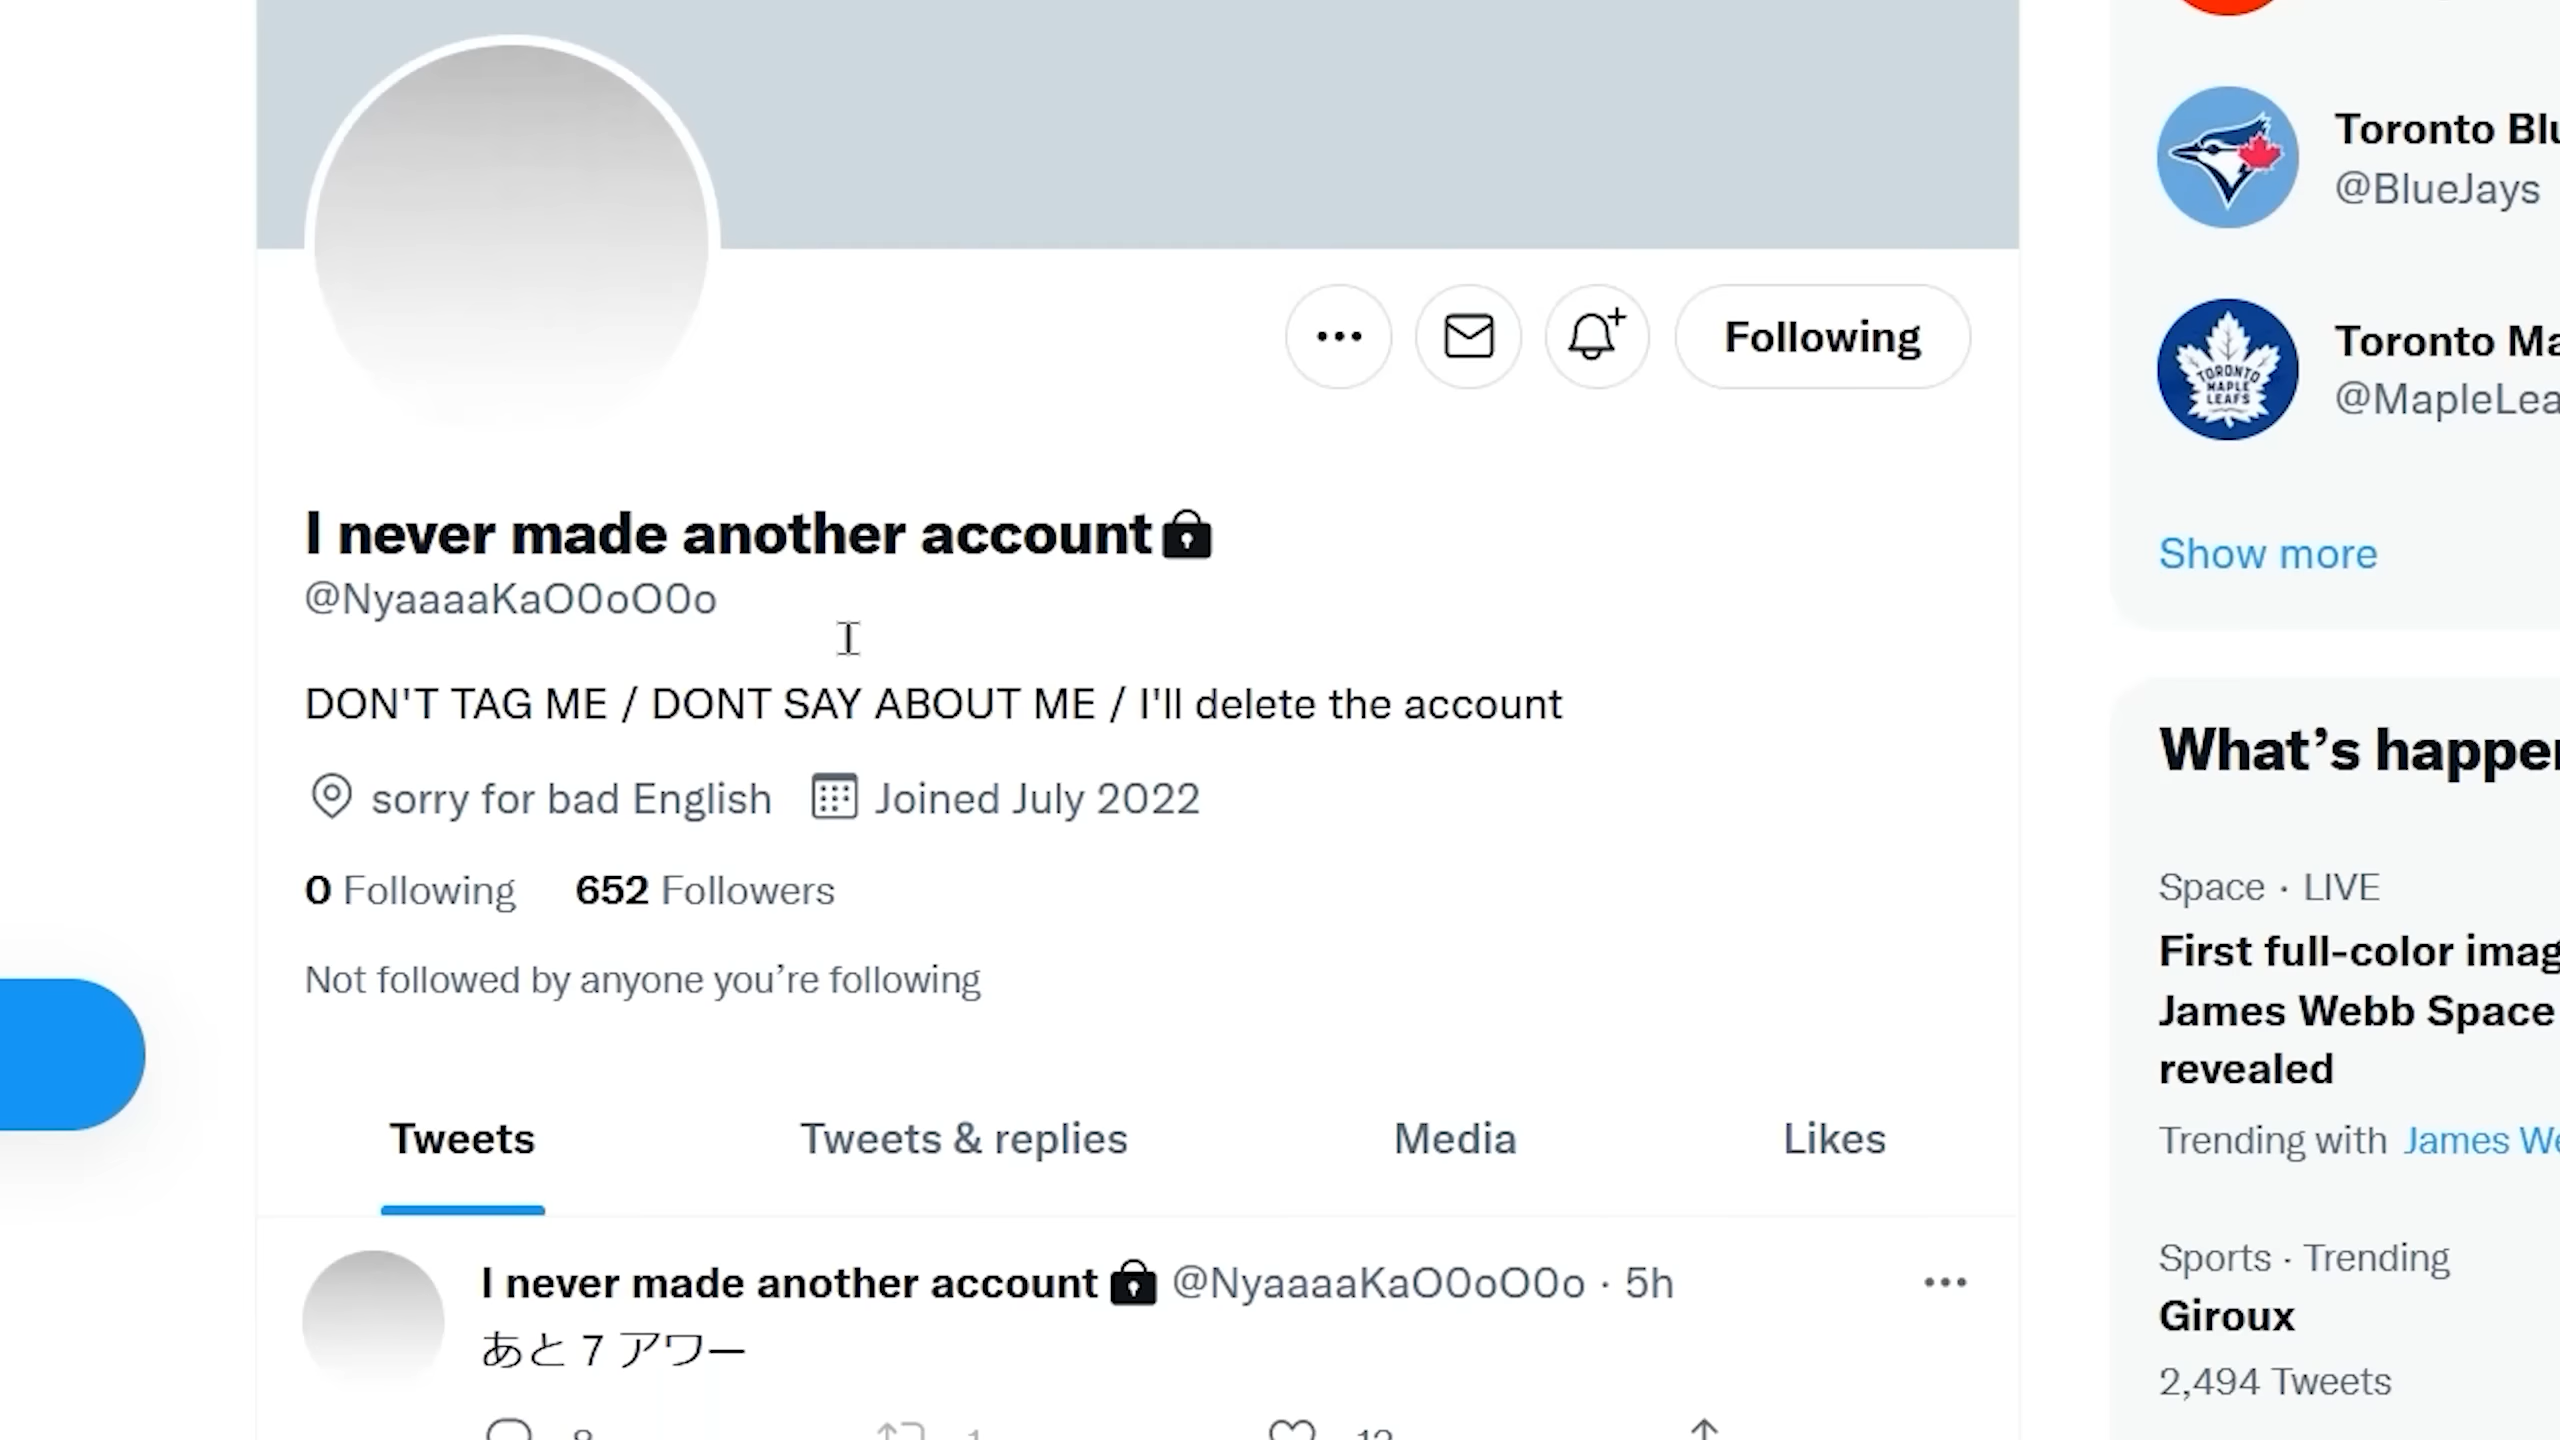 Toronto Blu
@BlueJays
TORONTO
MAPLE
LEAFS
Toronto Ma
@MapleLea
Following
Show more
I never made another account
@NyaaaaKaO0oO0o
DON'T TAG ME / DONT SAY ABOUT ME / I'll delete the account
sorry for bad English Joined July 2022
0 Following 652 Followers
Not followed by anyone you’re following
Tweets Tweets & replies Media Likes
I never made another account @NyaaaaKaO0oO0o · 5h
あと 7 アワー
What’s happen
Space · LIVE
First full-color imag
James Webb Space
revealed
Trending with James We
Sports · Trending
Giroux
2,494 Tweets